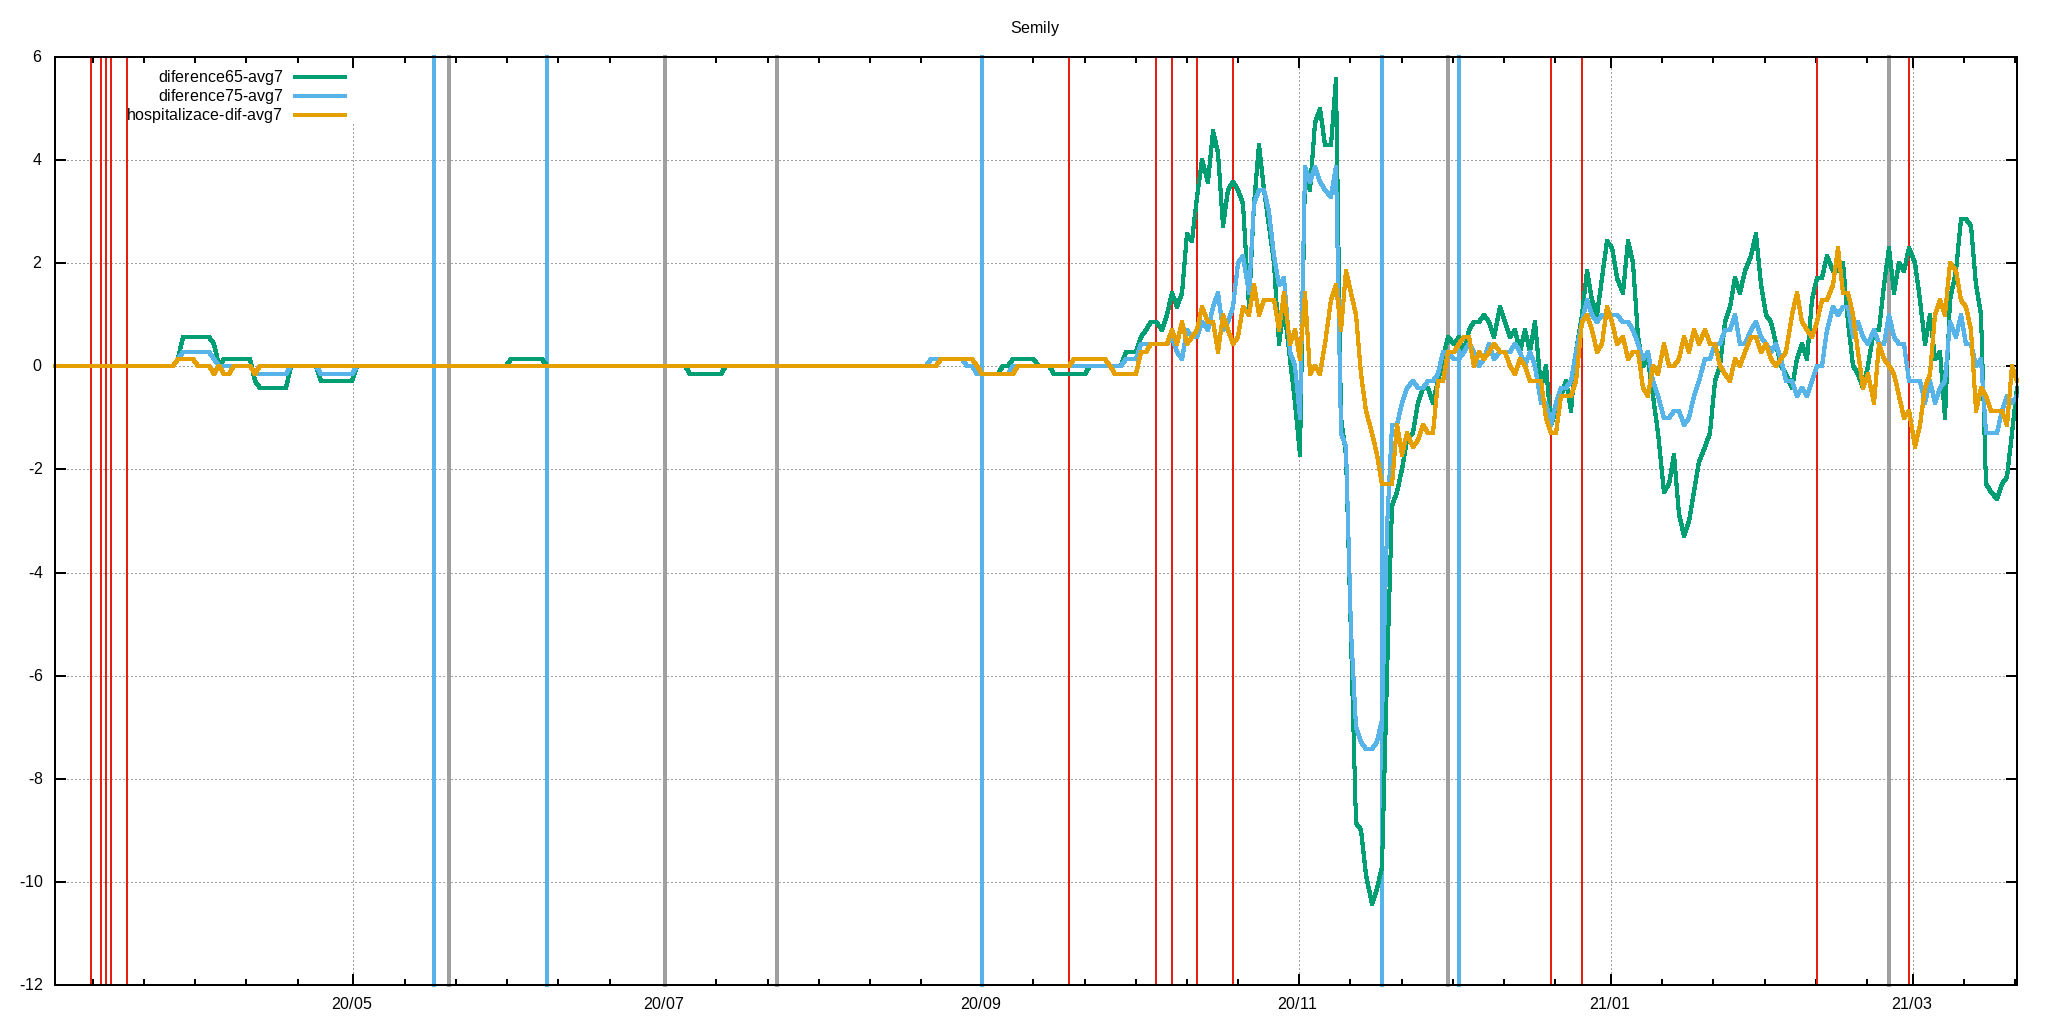 Semily
6
diference65-avg7
diference75-avg7
hospitalizace-dif-avg7
4
2
0
-2
-4
-6
-8
-10
-12
20/05 20/07 20/09 20/11 21/01 21/03